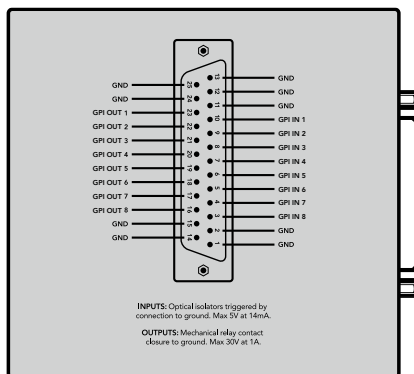 13 GND
GND 25
12 GND
GND 24
11 GND
GPI OUT 1 23
10 GPI IN 1
GPI OUT 2 22
9 GPI IN 2
GPI OUT 3 21
8 GPI IN 3
GPI OUT 4 20
7 GPI IN 4
GPI OUT 5 19
6 GPI IN 5
GPI OUT 6 18
5 GPI IN 6
GPI OUT 7 17
4 GPI IN 7
GPI OUT 8 16
3 GPI IN 8
GND 15
2 GND
GND 14
1 GND
INPUTS: Optical isolators triggered by
connection to ground. Max 5V at 14mA.
OUTPUTS: Mechanical relay contact
closure to ground. Max 30V at 1A.